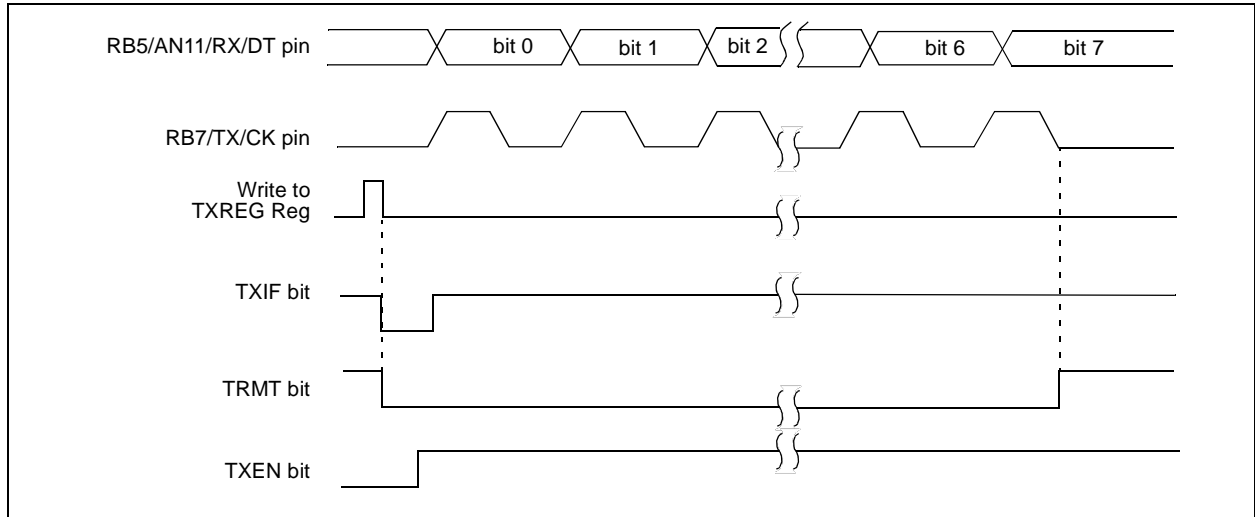 RB5/AN11/RX/DT pin
bit 0 bit 1 bit 2 bit 6 bit 7
RB7/TX/CK pin
Write to
TXREG Reg
TXIF bit
TRMT bit
TXEN bit